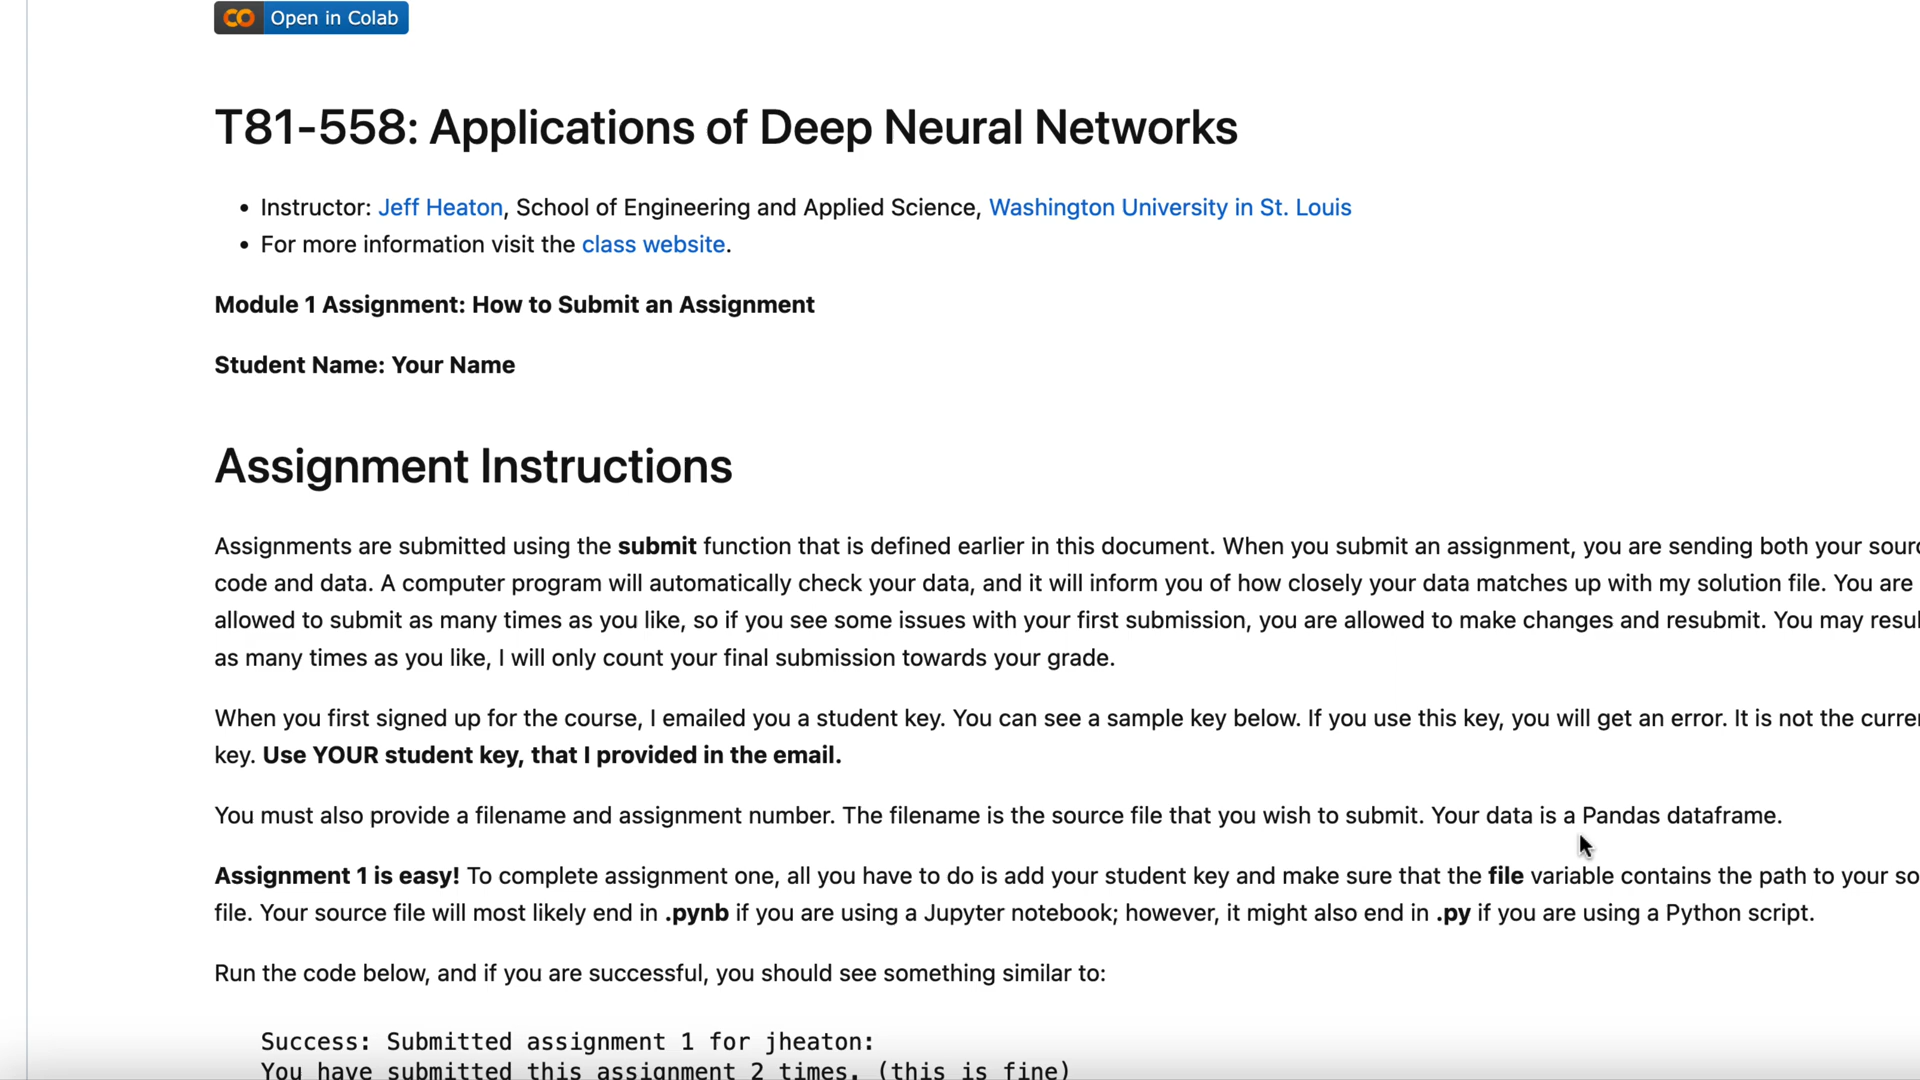 CO Open in Colab
T81-558: Applications of Deep Neural Networks
• Instructor: Jeff Heaton, School of Engineering and Applied Science, Washington University in St. Louis
• For more information visit the class website.
Module 1 Assignment: How to Submit an Assignment
Student Name: Your Name
Assignment Instructions
Assignments are submitted using the submit function that is defined earlier in this document. When you submit an assignment, you are sending both your
code and data. A computer program will automatically check your data, and it will inform you of how closely your data matches up with my solution file. You are
allowed to submit as many times as you like, so if you see some issues with your first submission, you are allowed to make changes and resubmit. You may
as many times as you like, I will only count your final submission towards your grade.
When you first signed up for the course, I emailed you a student key. You can see a sample key below. If you use this key, you will get an error. It is not the
key. Use YOUR student key, that I provided in the email.
You must also provide a filename and assignment number. The filename is the source file that you wish to submit. Your data is a Pandas dataframe.
Assignment 1 is easy! To complete assignment one, all you have to do is add your student key and make sure that the file variable contains the path to your
file. Your source file will most likely end in .pynb if you are using a Jupyter notebook; however, it might also end in .py if you are using a Python script.
Run the code below, and if you are successful, you should see something similar to:
Success: Submitted assignment 1 for jheaton:
You have submitted this assignment 2 times. (this is fine)